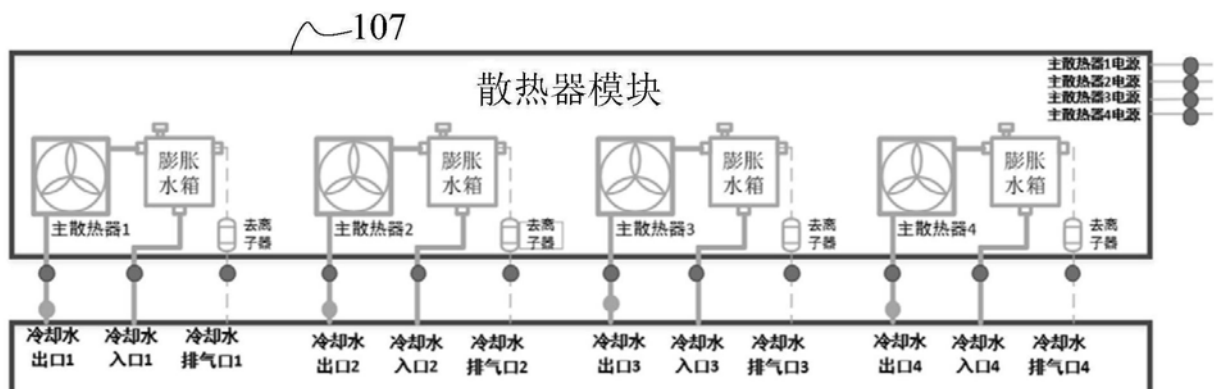 107
散热器模块
主散热器1电源
主散热器2电源
主散热器3电源
主散热器4电源
膨胀
水箱
主散热器1
去离
子器
膨胀
水箱
主散热器2
去离
子器
膨胀
水箱
主散热器3
去离
子器
膨胀
水箱
主散热器4
去离
子器
冷却水
出口1
冷却水
入口1
冷却水
排气口1
冷却水
出口2
冷却水
入口2
冷却水
排气口2
冷却水
出口3
冷却水
入口3
冷却水
排气口3
冷却水
出口4
冷却水
入口4
冷却水
排气口4